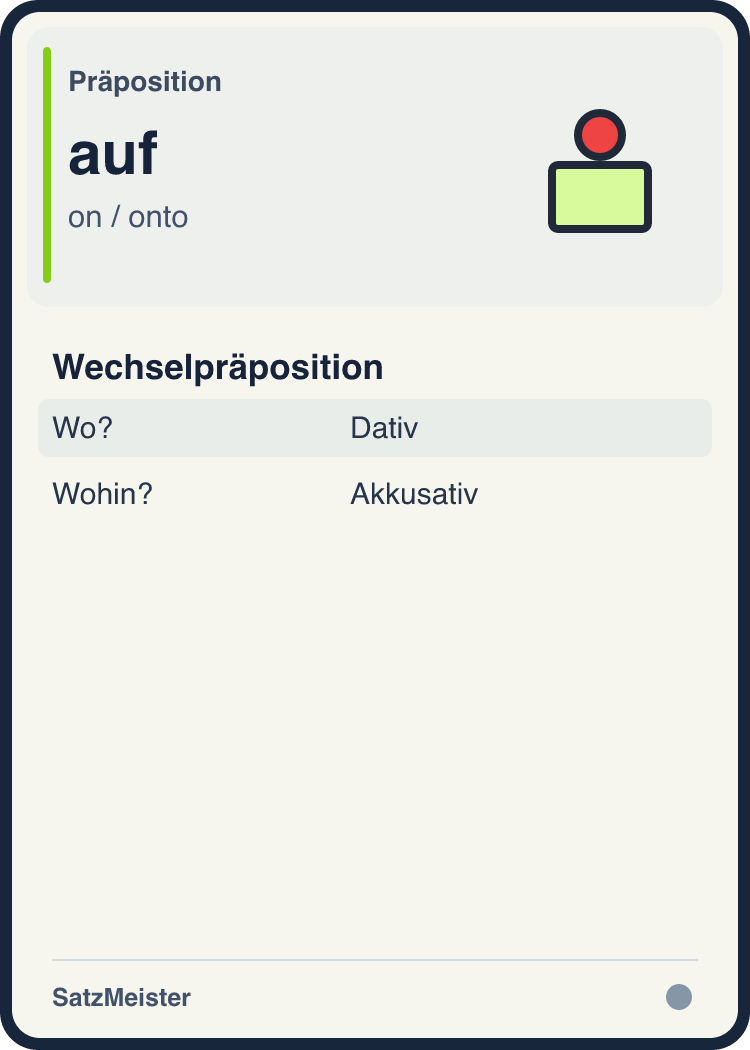 Präposition
auf
on / onto
Wechselpräposition
Wo? Dativ
Wohin? Akkusativ
SatzMeister